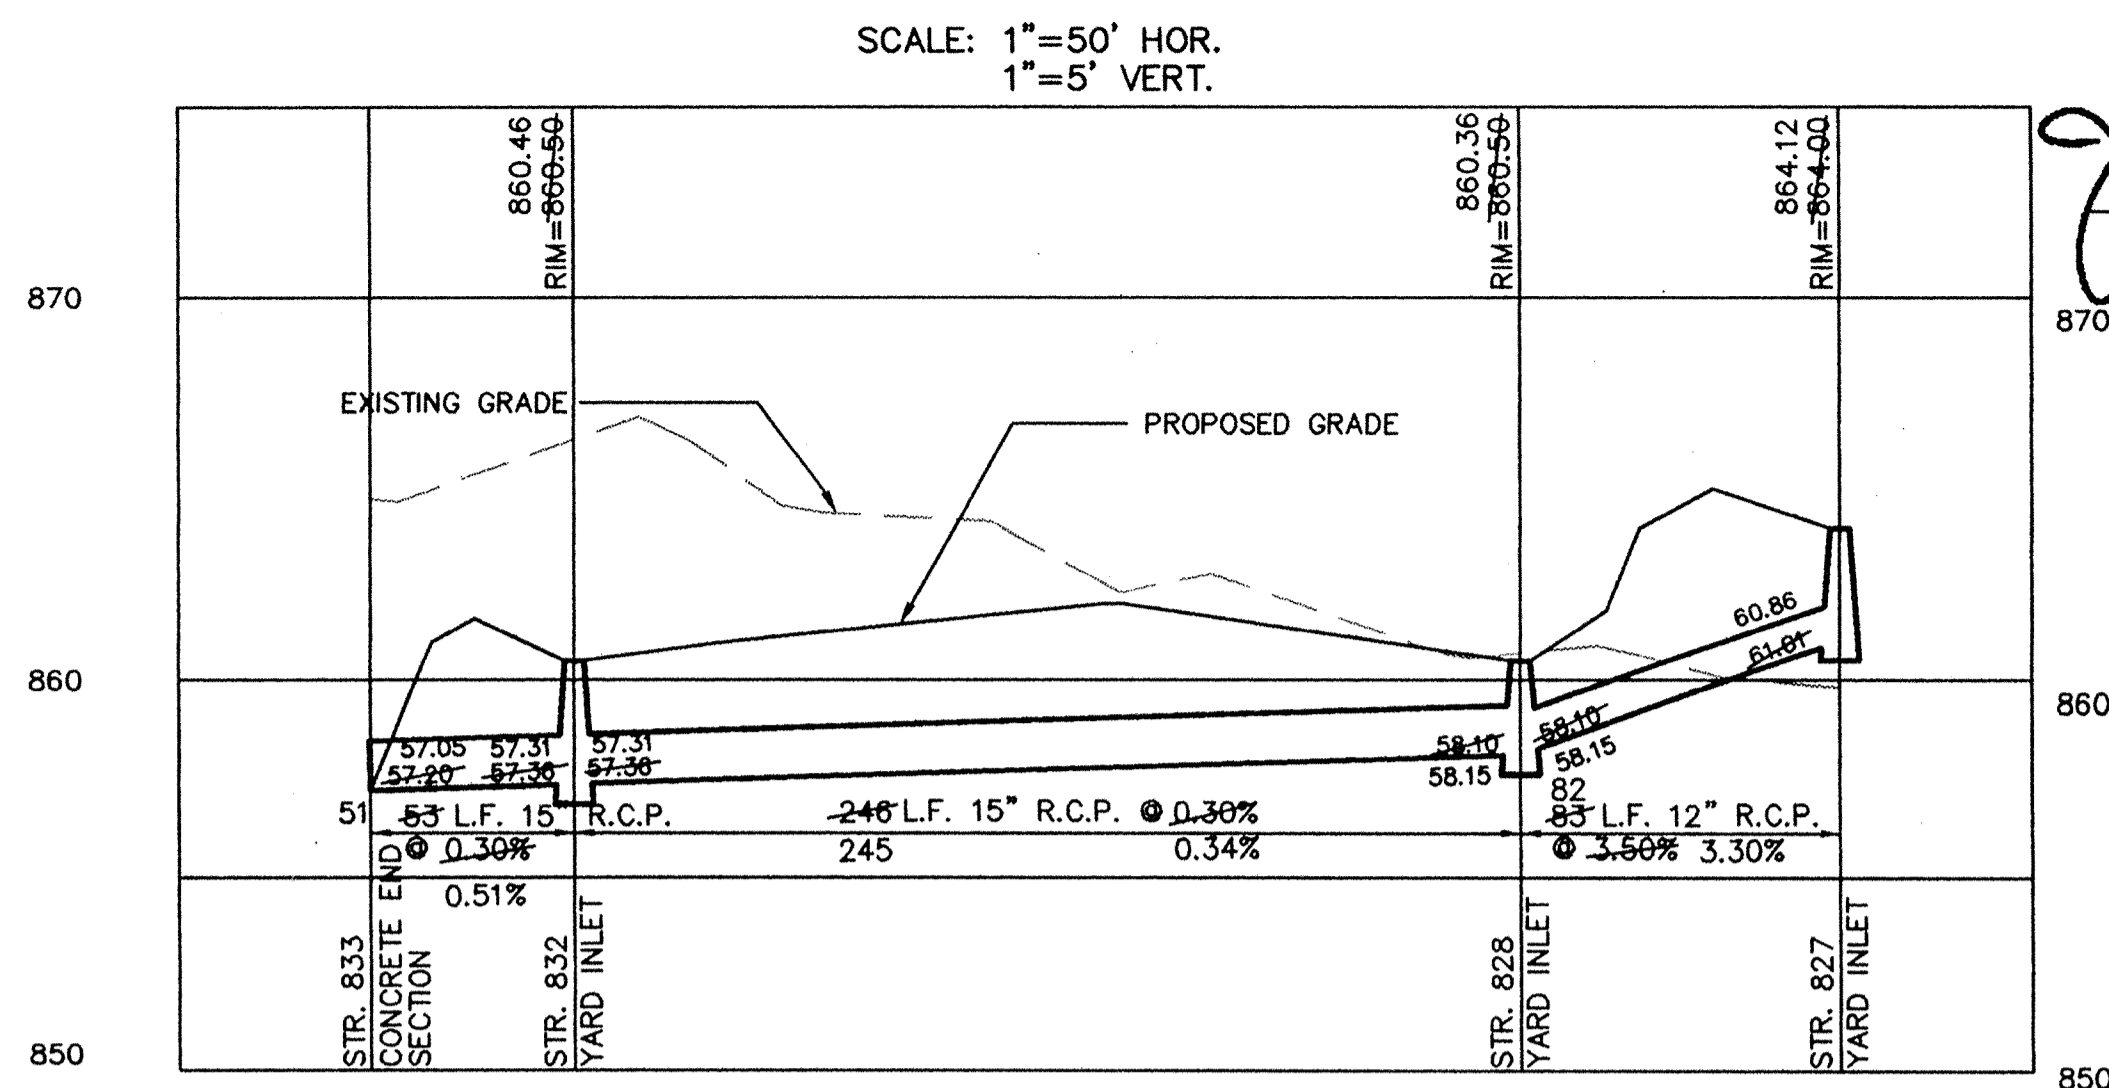 SCALE: 1"=50' HOR.
1"=5' VERT.
860.46
RIM=860.50
860.36
RIM=860.50
864.12
RIM=864.00
870
870
EXISTING GRADE
PROPOSED GRADE
60.86
61.01
860
860
57.05 57.31 57.31
57.20 57.36 57.36
58.10
58.15
58.10
58.15
51 53 L.F. 15" R.C.P.
@ 0.30%
0.51%
246 L.F. 15" R.C.P. @ 0.30%
245 0.34%
82
83 L.F. 12" R.C.P.
@ 3.50% 3.30%
STR. 833
CONCRETE END
SECTION
STR. 832
YARD INLET
STR. 828
YARD INLET
STR. 827
YARD INLET
850
850